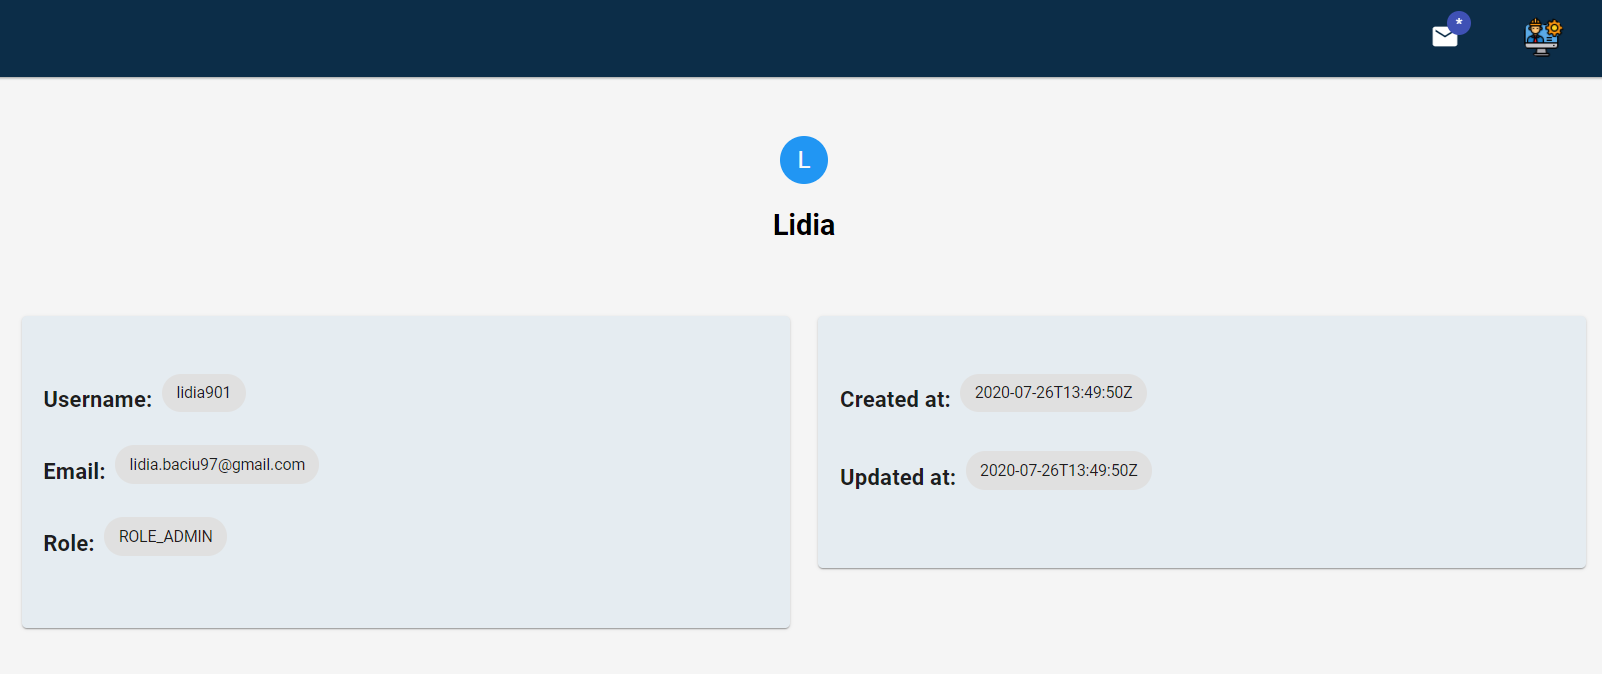 *
L
Lidia
Username: lidia901
Email: lidia.baciu97@gmail.com
Role: ROLE_ADMIN
Created at: 2020-07-26T13:49:50Z
Updated at: 2020-07-26T13:49:50Z